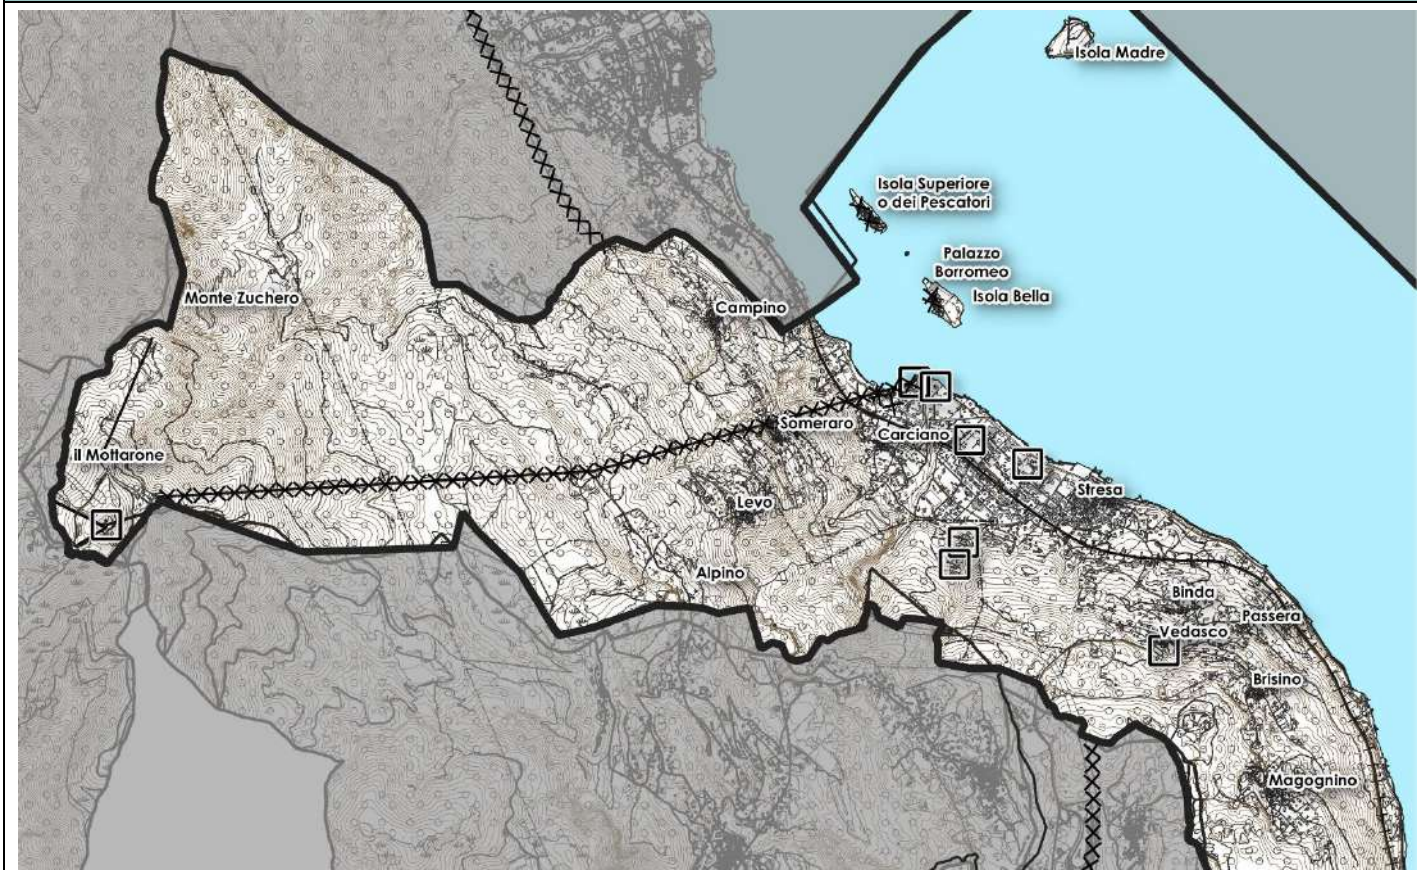 Isola Madre
Isola Superiore
o dei Pescatori
Palazzo
Borromeo
Isola Bella
Monte Zuchero
Campino
il Mottarone
Someraro
Carciano
Levo
Stresa
Alpino
Binda
Passera
Vedasco
Brisino
Magognino